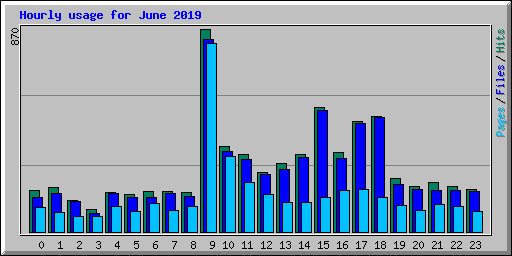 Hourly usage for June 2019
870
Pages/Files/Hits
0 1 2 3 4 5 6 7 8 9 10 11 12 13 14 15 16 17 18 19 20 21 22 23